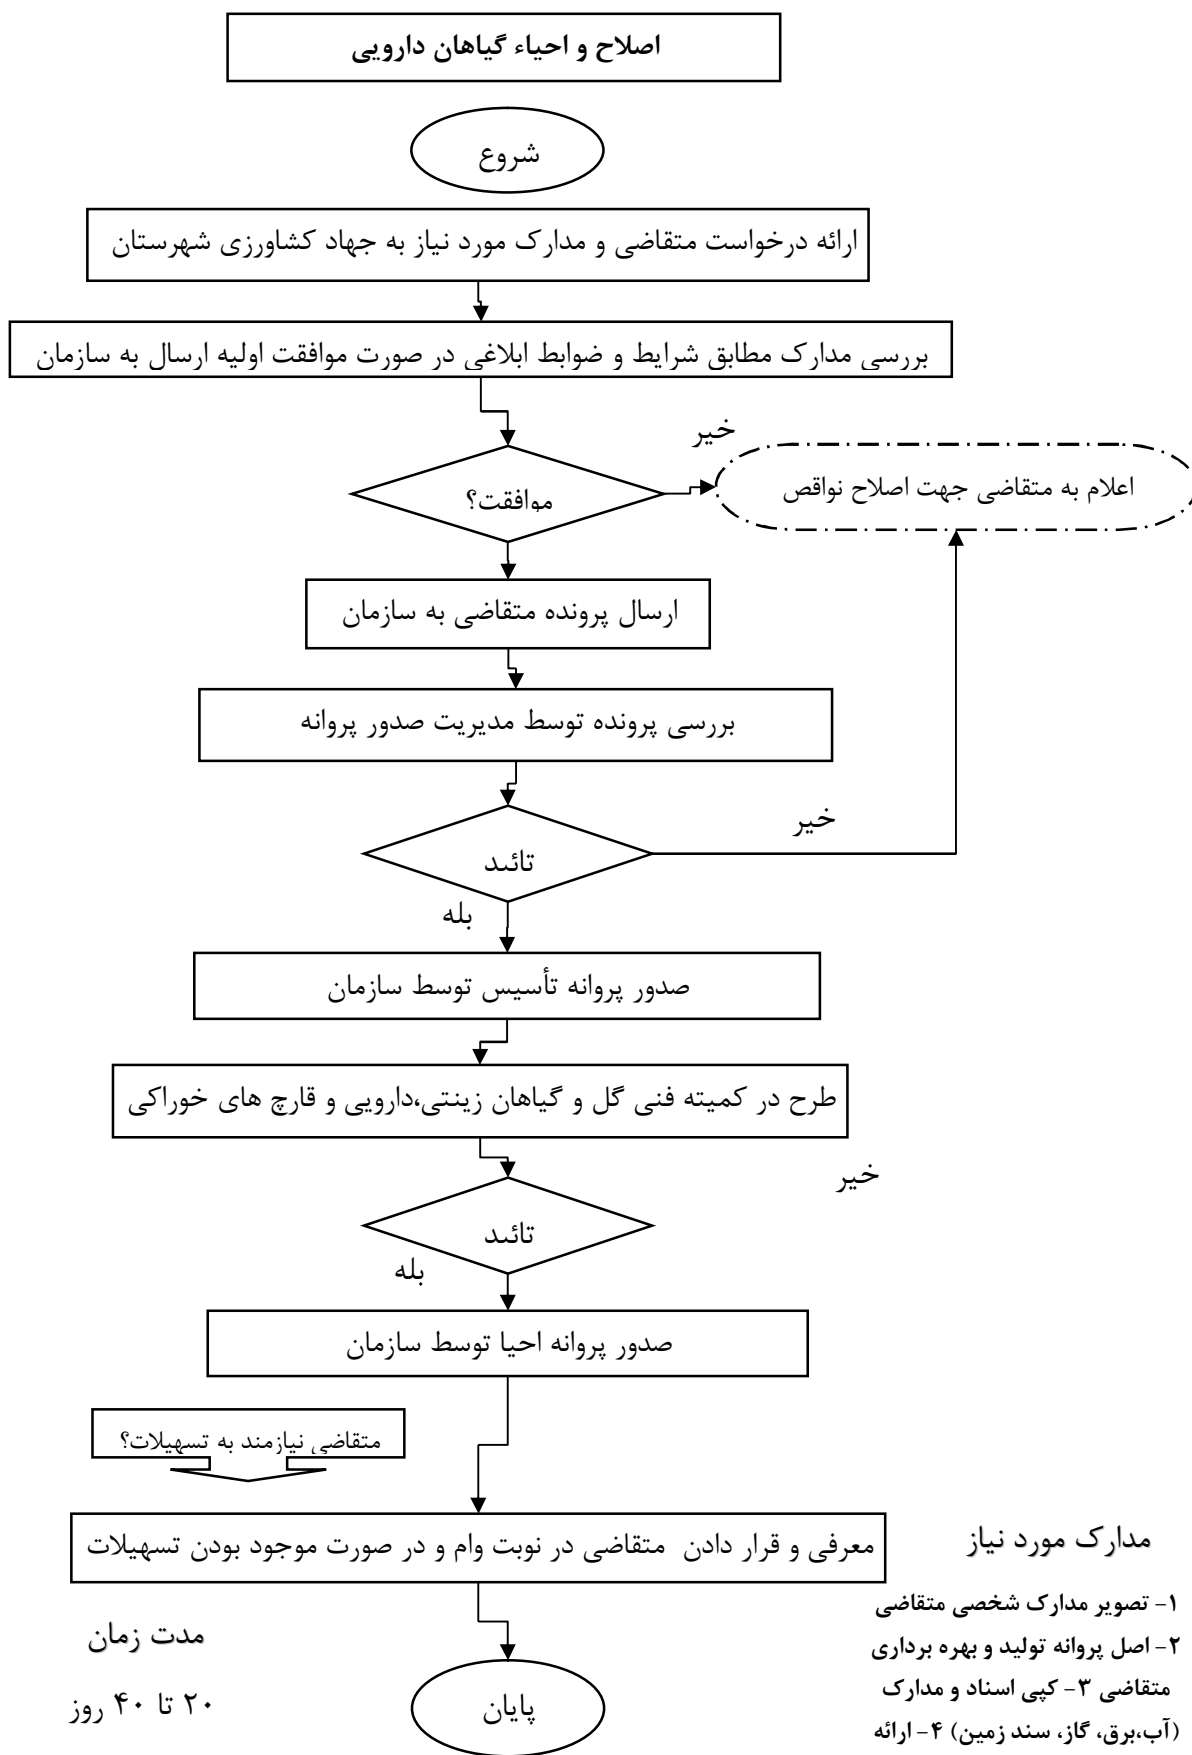 اصلاح و احیاء گیاهان دارویی
شروع
ارائه درخواست متقاضی و مدارک مورد نیاز به جهاد کشاورزی شهرستان
بررسی مدارک مطابق شرایط و ضوابط ابلاغی در صورت موافقت اولیه ارسال به سازمان
خیر
موافقت؟
اعلام به متقاضی جهت اصلاح نواقص
ارسال پرونده متقاضی به سازمان
بررسی پرونده توسط مدیریت صدور پروانه
خیر
تائید
بله
صدور پروانه تأسیس توسط سازمان
طرح در کمیته فنی گل و گیاهان زینتی،دارویی و قارچ های خوراکی
خیر
تائید
بله
صدور پروانه احیا توسط سازمان
متقاضی نیازمند به تسهیلات؟
معرفی و قرار دادن متقاضی در نوبت وام و در صورت موجود بودن تسهیلات
پایان
مدت زمان
۲۰ تا ۴۰ روز
مدارک مورد نیاز
۱- تصویر مدارک شخصی متقاضی
۲- اصل پروانه تولید و بهره برداری
متقاضی ۳- کپی اسناد و مدارک
(آب،برق، گاز، سند زمین) ۴- ارائه